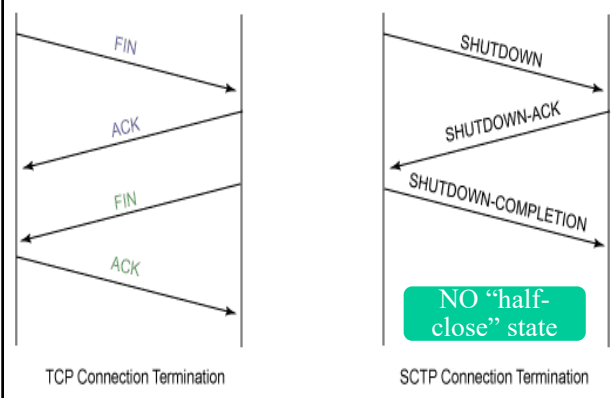 FIN
ACK
FIN
ACK
TCP Connection Termination
SHUTDOWN
SHUTDOWN-ACK
SHUTDOWN-COMPLETION
NO “half-
close” state
SCTP Connection Termination